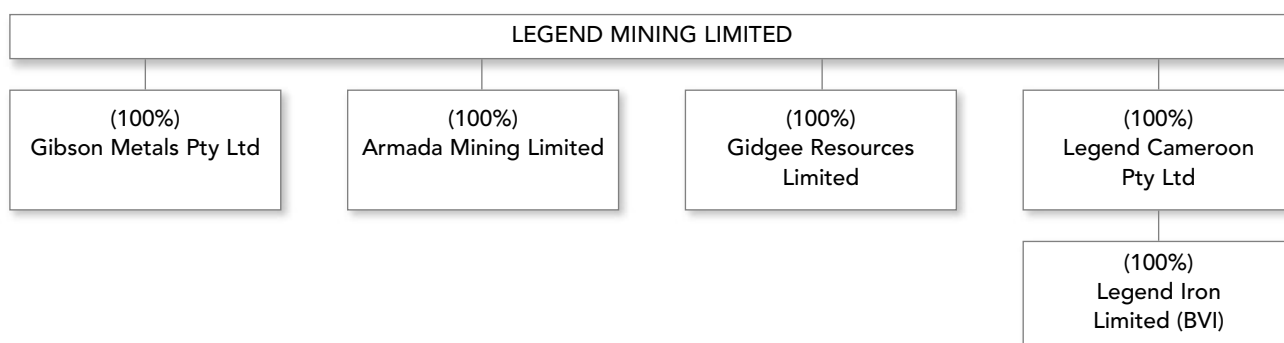 LEGEND MINING LIMITED
(100%)
Gibson Metals Pty Ltd
(100%)
Armada Mining Limited
(100%)
Gidgee Resources
Limited
(100%)
Legend Cameroon
Pty Ltd
(100%)
Legend Iron
Limited (BVI)